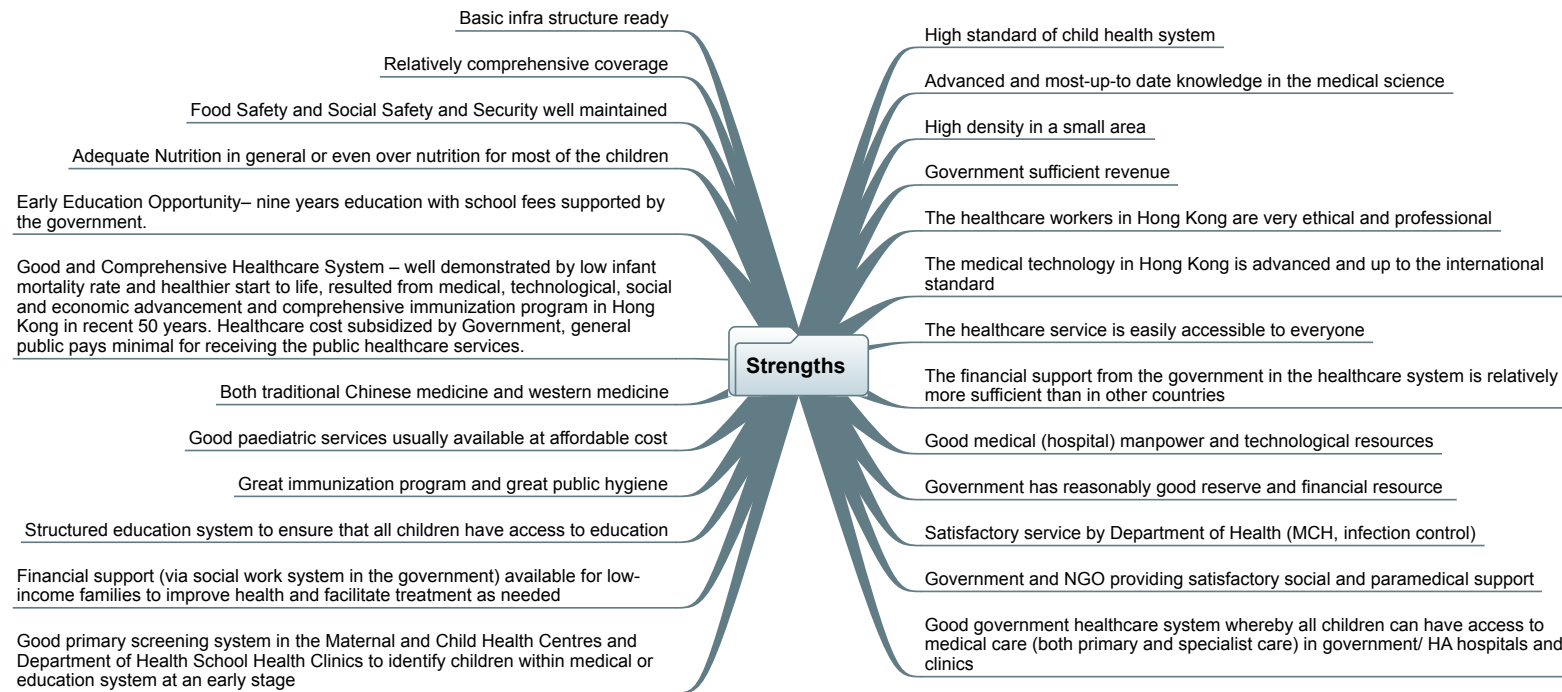 Basic infra structure ready
Relatively comprehensive coverage
Food Safety and Social Safety and Security well maintained
Adequate Nutrition in general or even over nutrition for most of the children
Early Education Opportunity– nine years education with school fees supported by
the government.
Good and Comprehensive Healthcare System – well demonstrated by low infant
mortality rate and healthier start to life, resulted from medical, technological, social
and economic advancement and comprehensive immunization program in Hong
Kong in recent 50 years. Healthcare cost subsidized by Government, general
public pays minimal for receiving the public healthcare services.
Both traditional Chinese medicine and western medicine
Good paediatric services usually available at affordable cost
Great immunization program and great public hygiene
Structured education system to ensure that all children have access to education
Financial support (via social work system in the government) available for low-
income families to improve health and facilitate treatment as needed
Good primary screening system in the Maternal and Child Health Centres and
Department of Health School Health Clinics to identify children within medical or
education system at an early stage
Strengths
High standard of child health system
Advanced and most-up-to date knowledge in the medical science
High density in a small area
Government sufficient revenue
The healthcare workers in Hong Kong are very ethical and professional
The medical technology in Hong Kong is advanced and up to the international
standard
The healthcare service is easily accessible to everyone
The financial support from the government in the healthcare system is relatively
more sufficient than in other countries
Good medical (hospital) manpower and technological resources
Government has reasonably good reserve and financial resource
Satisfactory service by Department of Health (MCH, infection control)
Government and NGO providing satisfactory social and paramedical support
Good government healthcare system whereby all children can have access to
medical care (both primary and specialist care) in government/ HA hospitals and
clinics